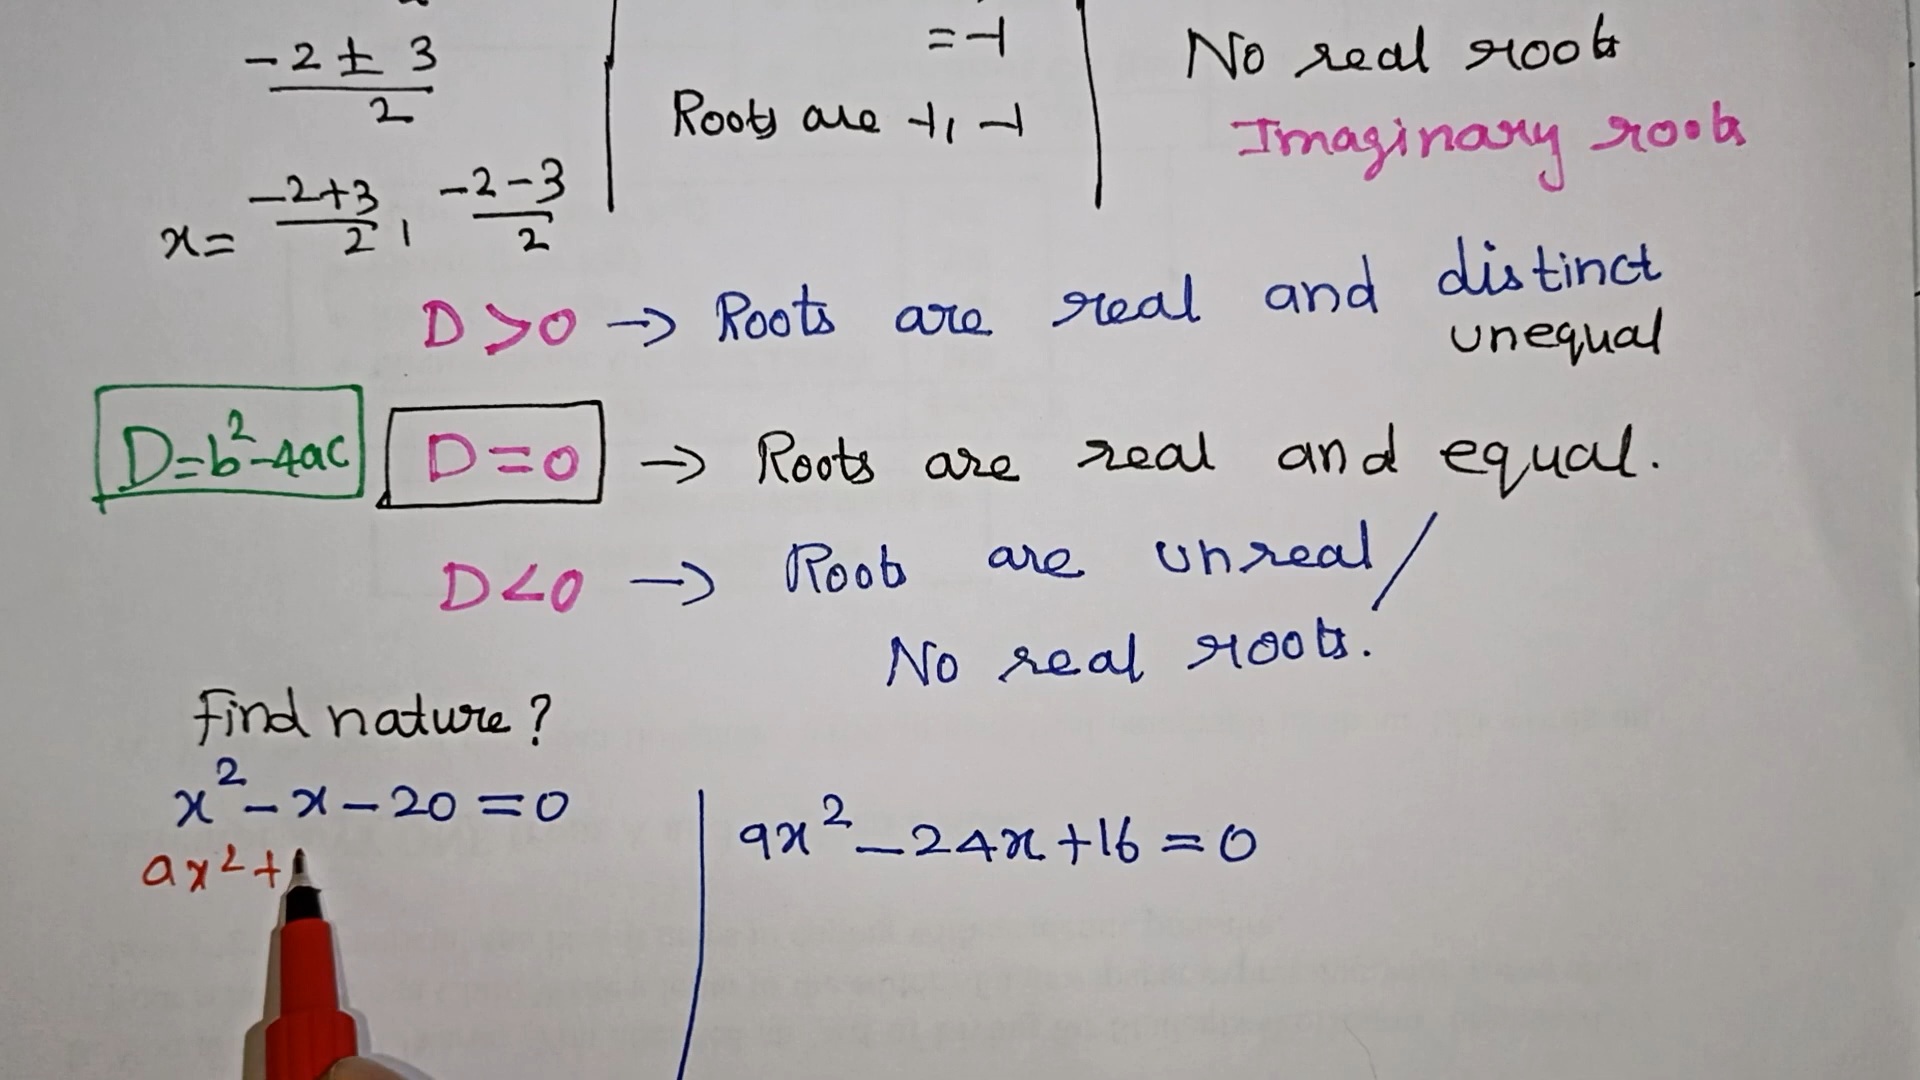 -2 ± 3
2
x = -2+3/2 , -2-3/2
= -1
Roots are -1, -1
No real roots
Imaginary roots
D > 0 → Roots are real and distinct
unequal
D = b² - 4ac
D = 0 → Roots are real and equal.
D < 0 → Roots are unreal /
No real roots.
Find nature?
x² - x - 20 = 0
ax² +
9x² - 24x + 16 = 0